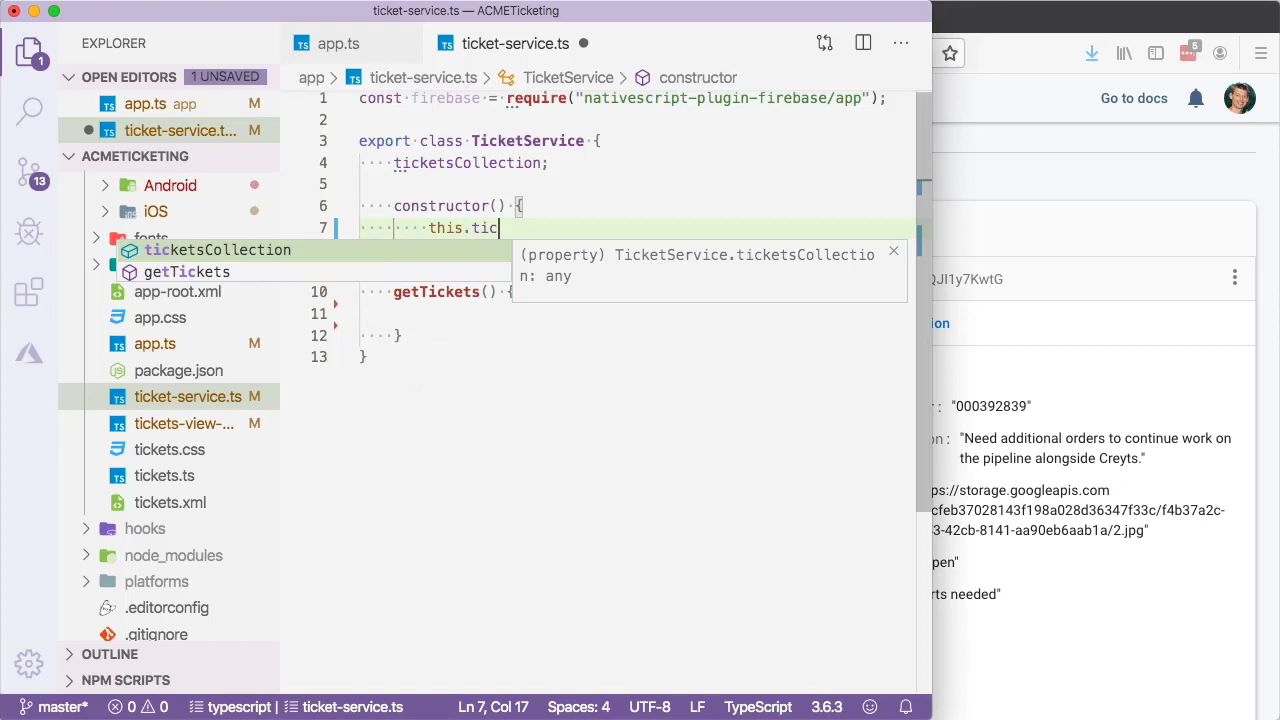 ticket-service.ts — ACMETicketing
EXPLORER
OPEN EDITORS 1 UNSAVED
app.ts app M
ticket-service.t... M
ACMETICKETING
Android
iOS
fonts
app-root.xml
app.css
app.ts M
package.json
ticket-service.ts M
tickets-view-... M
tickets.css
tickets.ts
tickets.xml
hooks
node_modules
platforms
.editorconfig
.gitignore
OUTLINE
NPM SCRIPTS
1
13
app.ts
ticket-service.ts
app > ticket-service.ts > TicketService > constructor
1 const firebase = require("nativescript-plugin-firebase/app");
2
3 export class TicketService {
4 ticketsCollection;
5
6 constructor() {
7 this.tic
ticketsCollection
getTickets
(property) TicketService.ticketsCollectio
n: any
10 getTickets() {
11
12 }
13 }
master* 0 0 typescript | ticket-service.ts Ln 7, Col 17 Spaces: 4 UTF-8 LF TypeScript 3.6.3
5
Go to docs
QJI1y7KwtG
ion
r: "000392839"
on: "Need additional orders to continue work on
the pipeline alongside Creyts."
ps://storage.googleapis.com
cfeb37028143f198a028d36347f33c/f4b37a2c-
3-42cb-8141-aa90eb6aab1a/2.jpg"
pen"
rts needed"